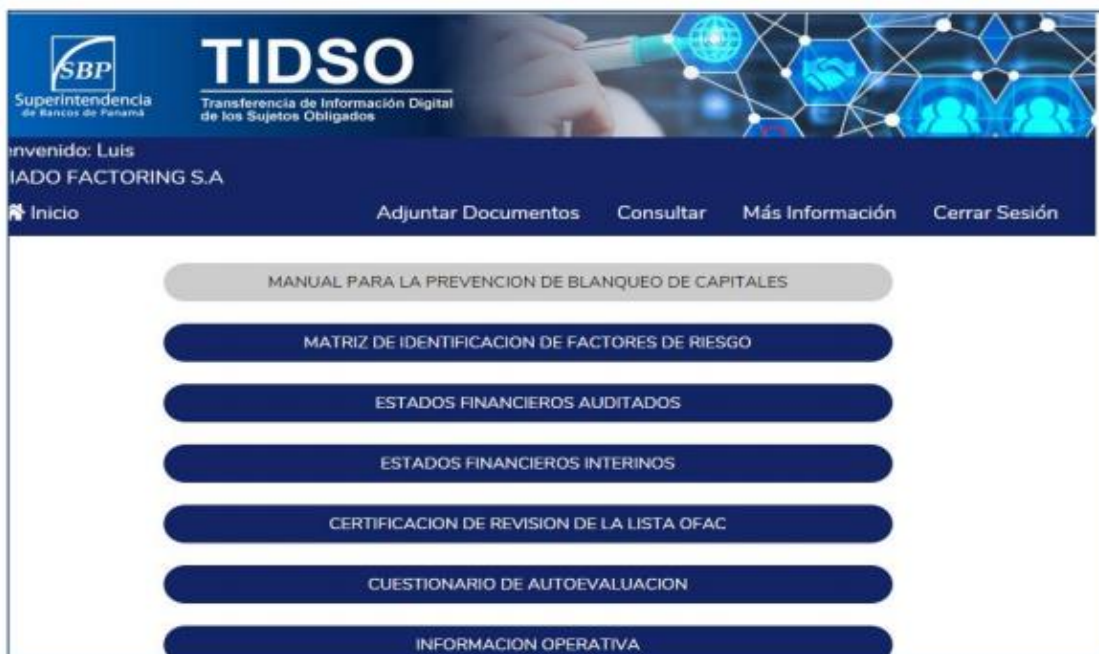 SBP
Superintendencia
de Bancos de Panamá
TIDSO
Transferencia de Información Digital
de los Sujetos Obligados
envenido: Luis
IADO FACTORING S.A
Inicio Adjuntar Documentos Consultar Más Información Cerrar Sesión
MANUAL PARA LA PREVENCION DE BLANQUEO DE CAPITALES
MATRIZ DE IDENTIFICACION DE FACTORES DE RIESGO
ESTADOS FINANCIEROS AUDITADOS
ESTADOS FINANCIEROS INTERINOS
CERTIFICACION DE REVISION DE LA LISTA OFAC
CUESTIONARIO DE AUTOEVALUACION
INFORMACION OPERATIVA